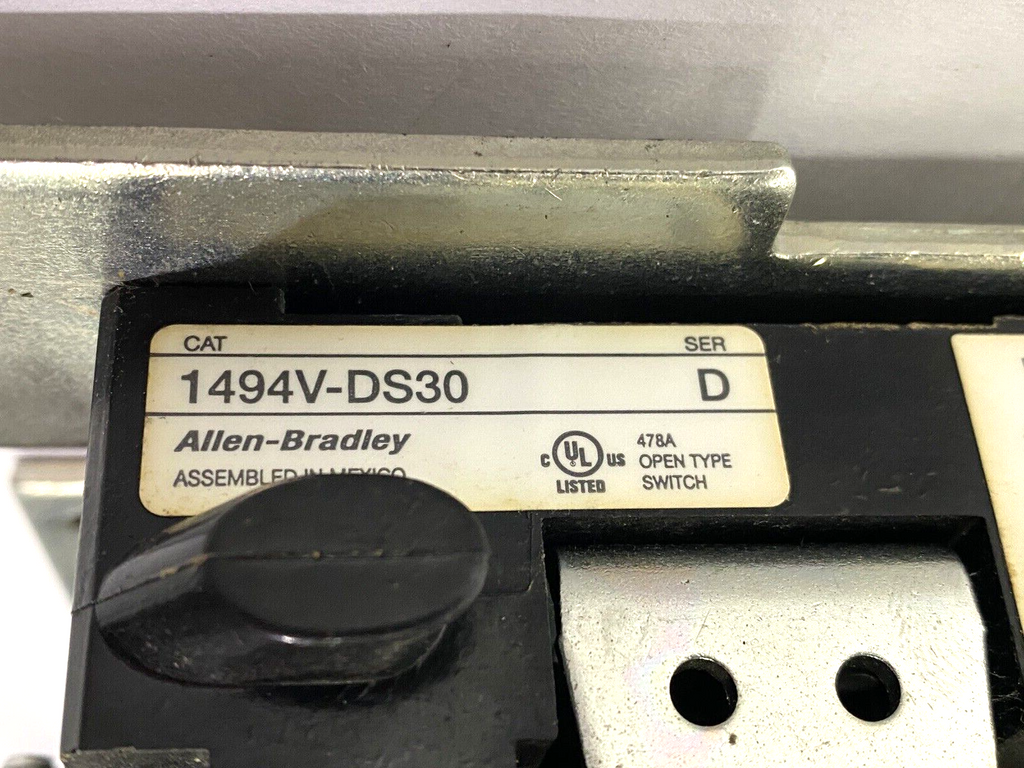 CAT SER
1494V-DS30 D
Allen-Bradley
ASSEMBLED IN MEXICO
C UL US
LISTED
478A
OPEN TYPE
SWITCH